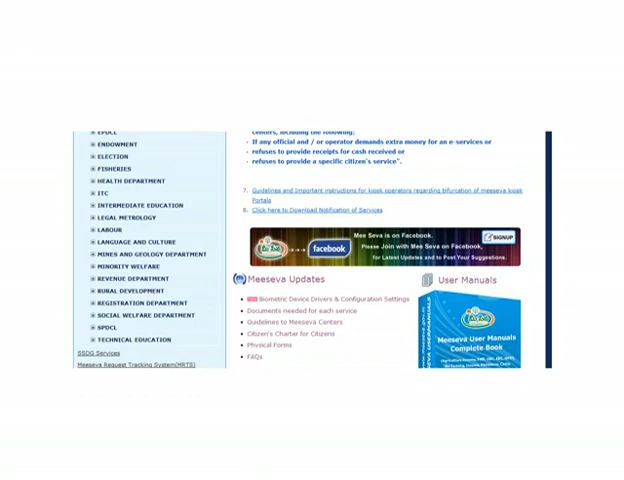 EPDCL
ENDOWMENT
ELECTION
FISHERIES
HEALTH DEPARTMENT
ITC
INTERMEDIATE EDUCATION
LEGAL METROLOGY
LABOUR
LANGUAGE AND CULTURE
MINES AND GEOLOGY DEPARTMENT
MINORITY WELFARE
REVENUE DEPARTMENT
RURAL DEVELOPMENT
REGISTRATION DEPARTMENT
SOCIAL WELFARE DEPARTMENT
SPDCL
TECHNICAL EDUCATION
SSDG Services
Meeseva Request Tracking System(MRTS)
centers, including the following:
If any official and / or operator demands extra money for an e-services or
refuses to provide receipts for cash received or
refuses to provide a specific citizen's service".
7. Guidelines and Important instructions for kiosk operators regarding bifurcation of meeseva kiosk
Portals
8. Click here to Download Notification of Services
facebook
Mee Seva is on Facebook.
Please Join with Mee Seva on Facebook,
for Latest Updates and to Post Your Suggestions.
SIGNUP
Meeseva Updates
Biometric Device Drivers & Configuration Settings
Documents needed for each service
Guidelines to Meeseva Centers
Citizen's Charter for Citizens
Physical Forms
FAQs
User Manuals
Meeseva User Manuals
Complete Book